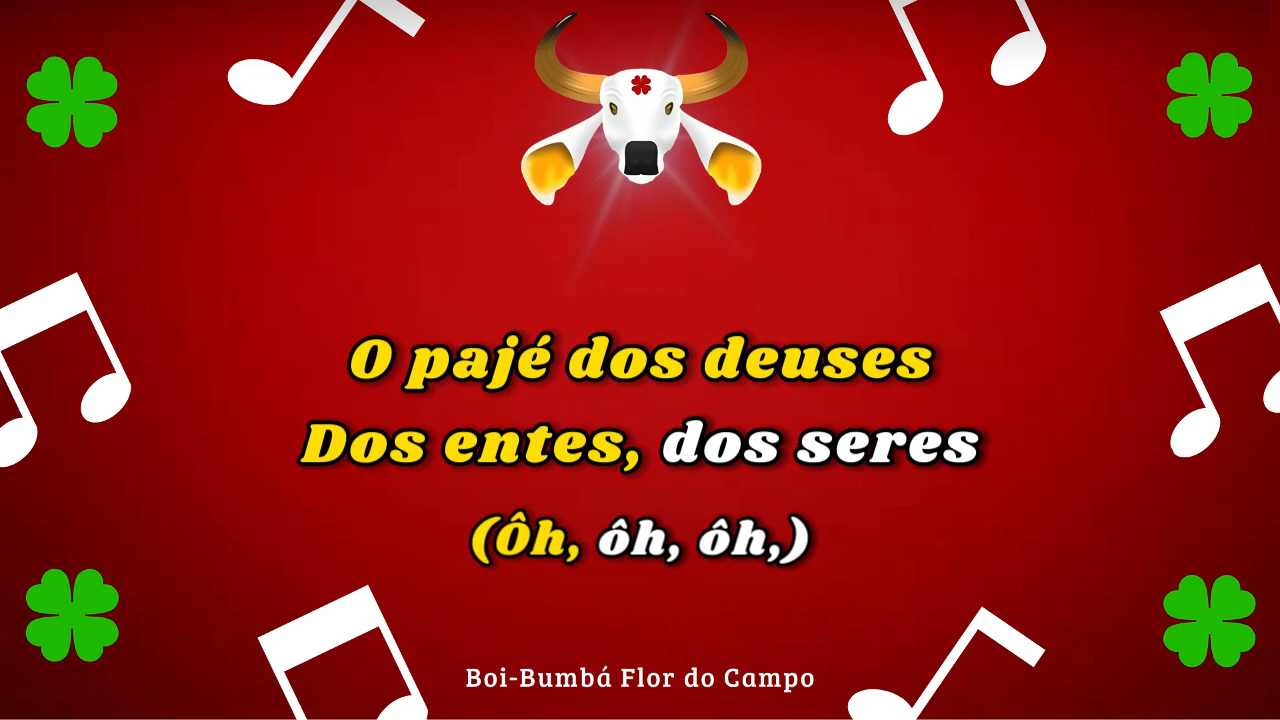 O pajé dos deuses
Dos entes, dos seres
(Ôh, ôh, ôh,)
Boi-Bumbá Flor do Campo